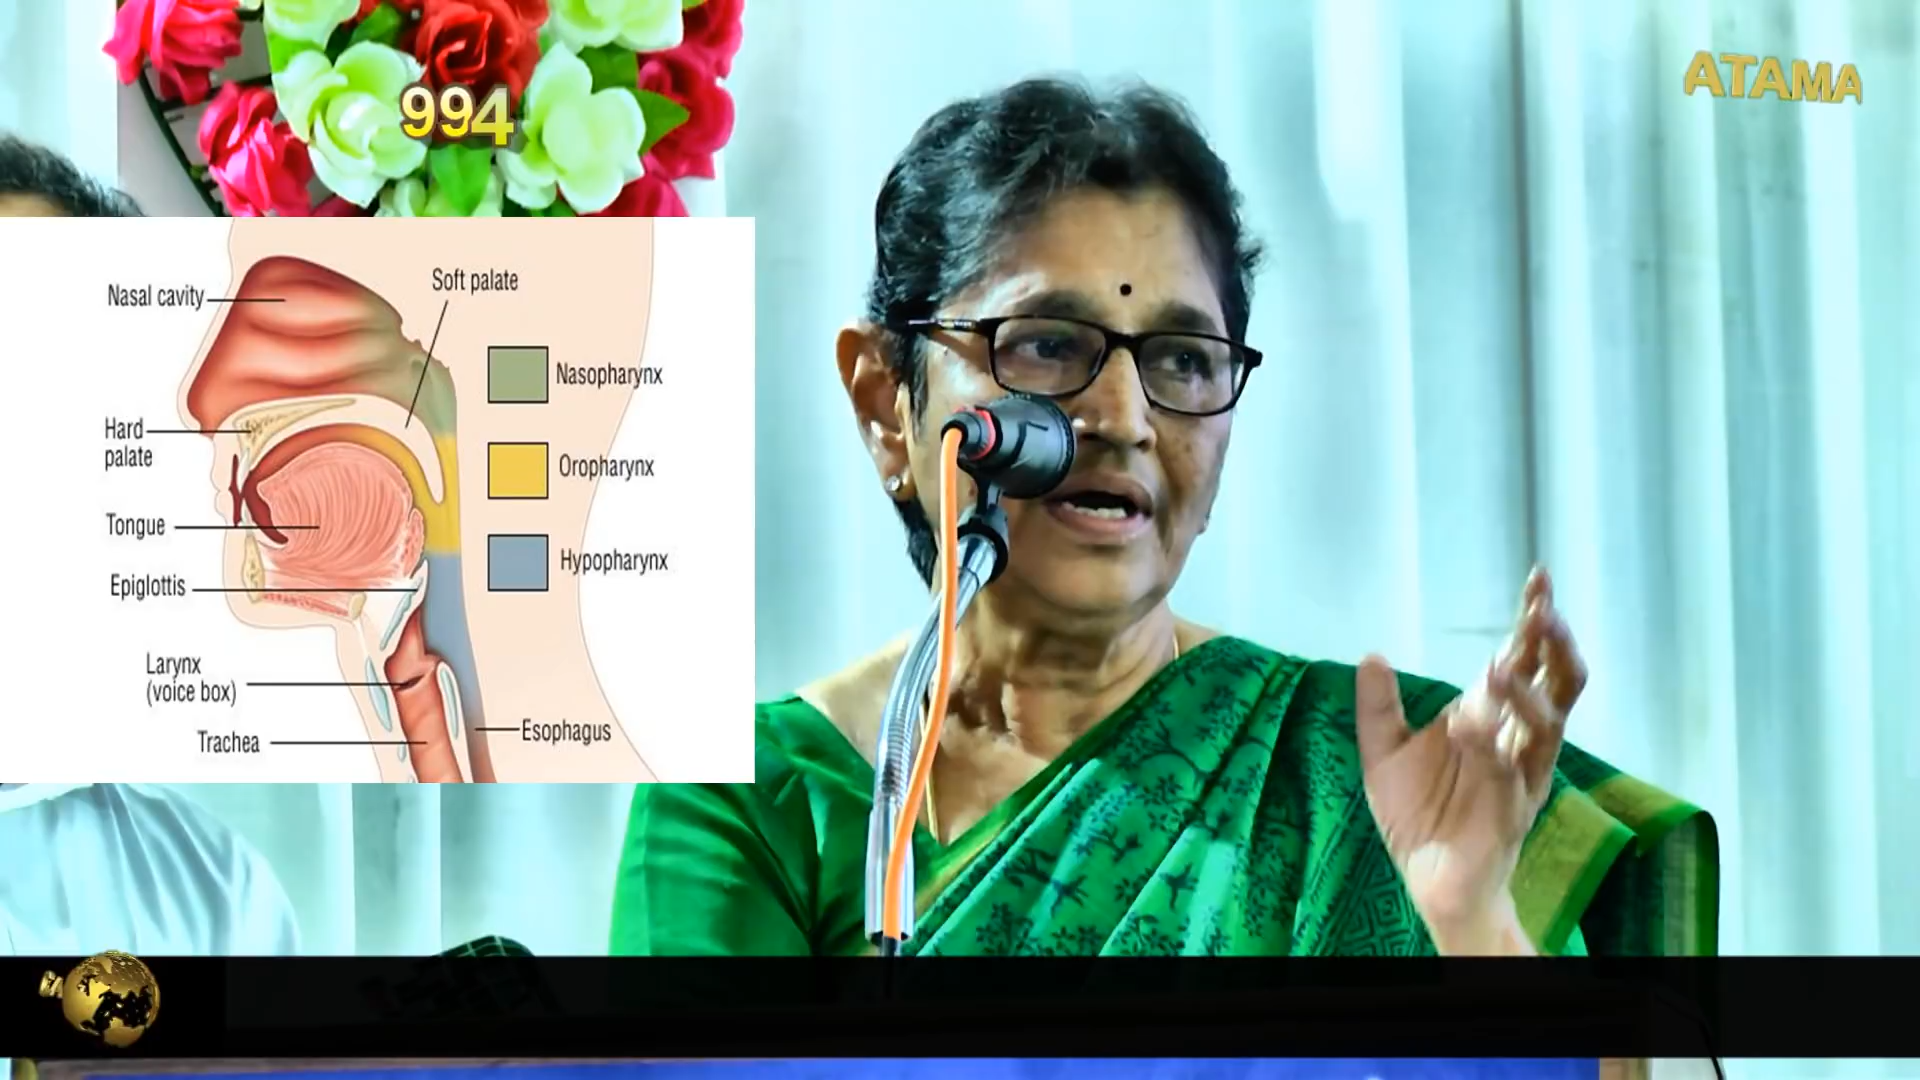 994
ATAMA
Nasal cavity
Soft palate
Nasopharynx
Hard
palate
Oropharynx
Tongue
Hypopharynx
Epiglottis
Larynx
(voice box)
Esophagus
Trachea